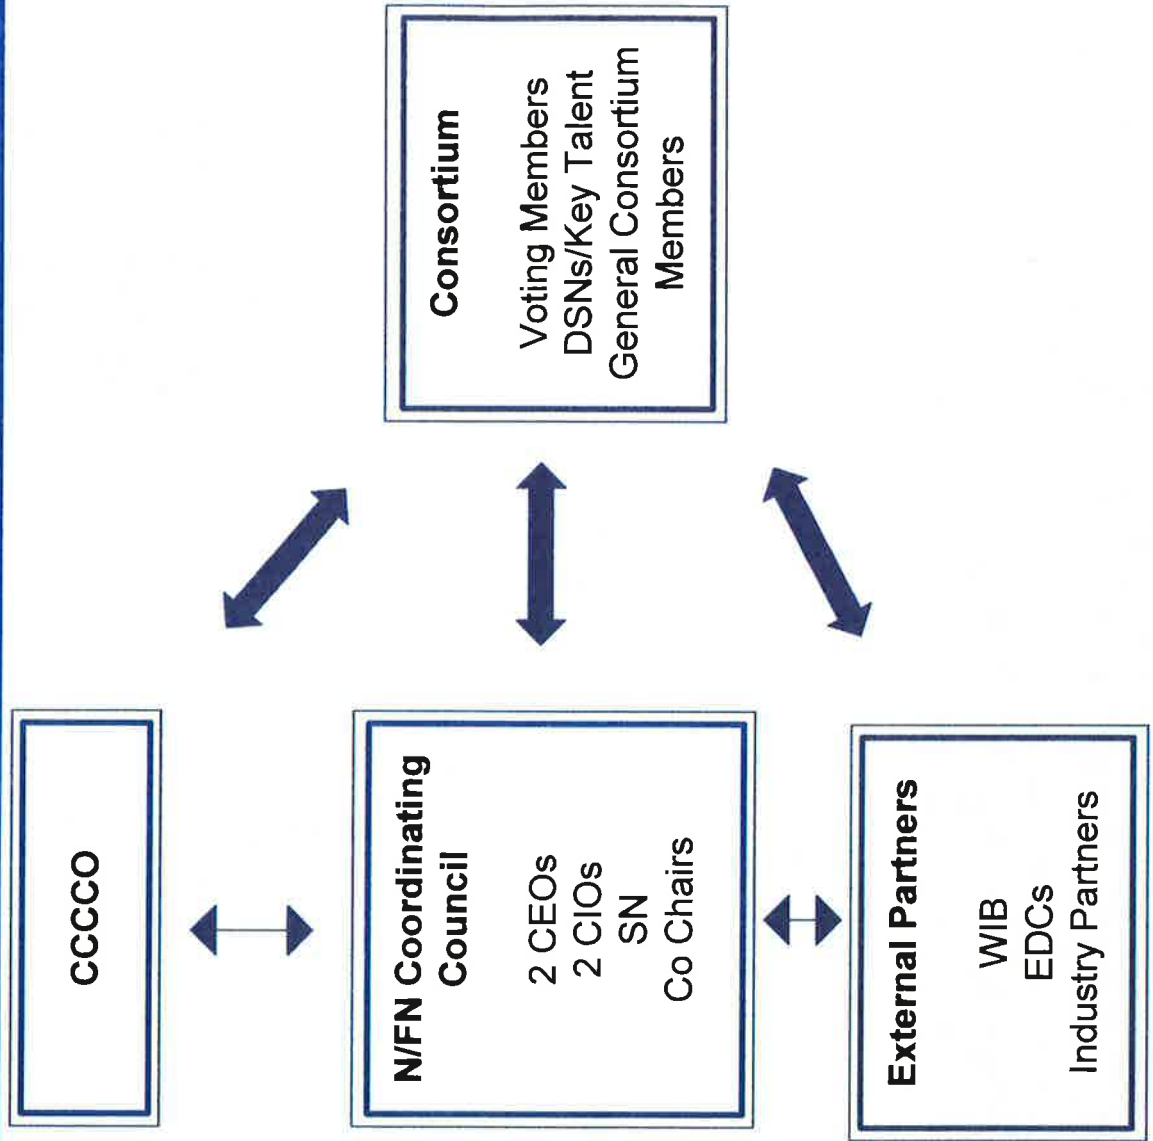 CCCCO
N/FN Coordinating
Council
2 CEOs
2 CIOs
SN
Co Chairs
External Partners
WIB
EDCs
Industry Partners
Consortium
Voting Members
DSNs/Key Talent
General Consortium
Members